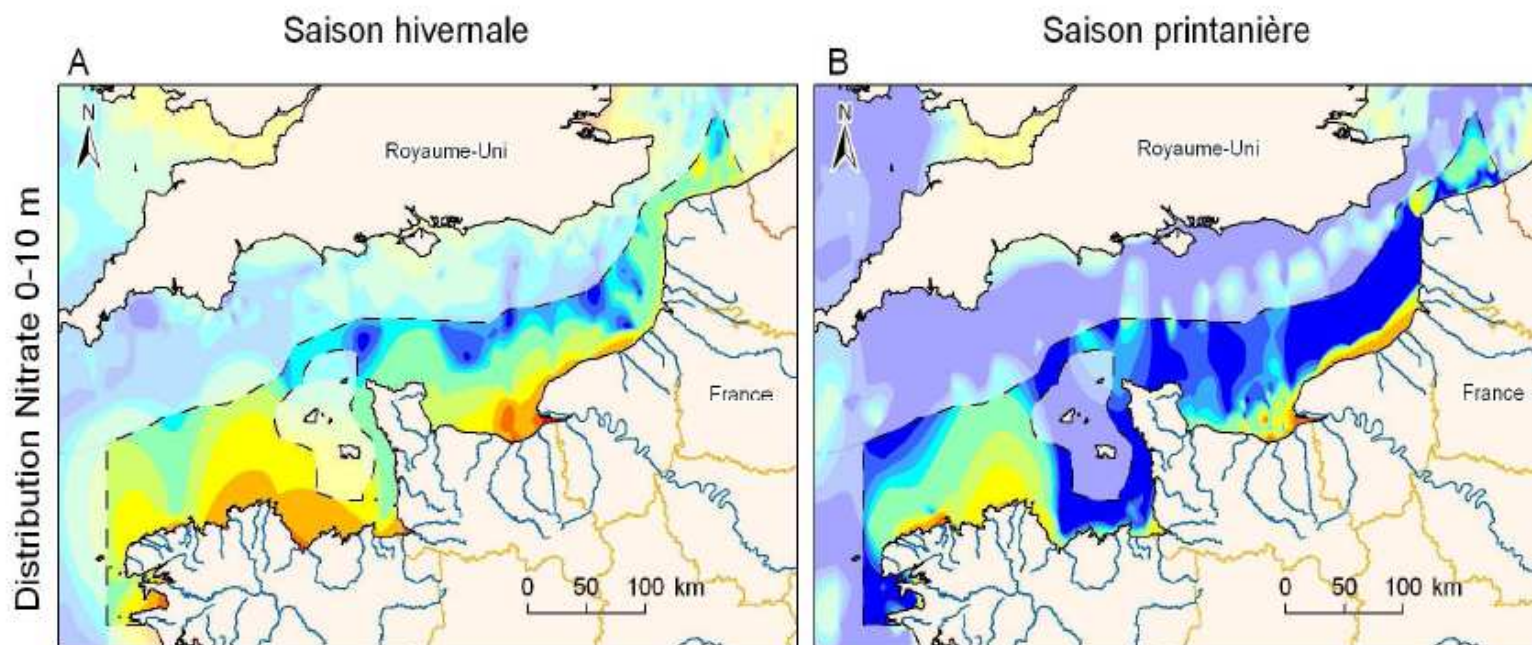 Saison hivernale
Saison printanière
A
B
N
N
Royaume-Uni
Royaume-Uni
Distribution Nitrate 0-10 m
France
France
0 50 100 km
0 50 100 km